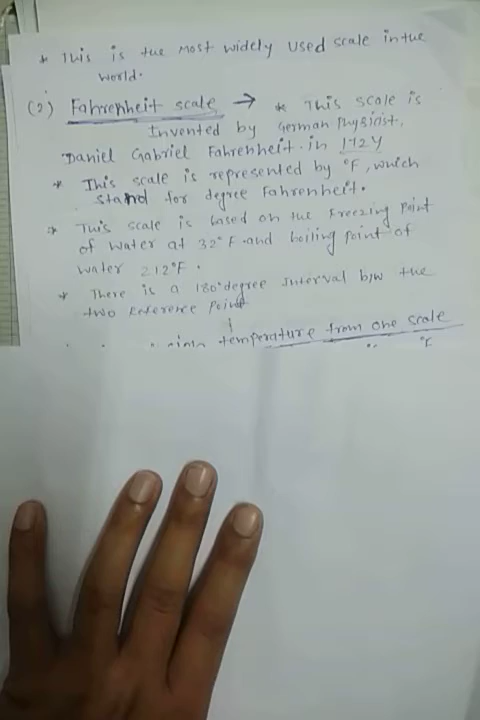 * This is the most widely used scale in the
world.
(2) Fahrenheit scale → * This scale is
Invented by German Physicist,
Daniel Gabriel Fahrenheit in 1724
* This scale is represented by °F, which
stand for degree Fahrenheit.
* This scale is based on the freezing point
of water at 32°F and boiling point of
water 212°F.
* There is a 180° degree Interval b/w the
two Reference point
temperature from one scale
°F